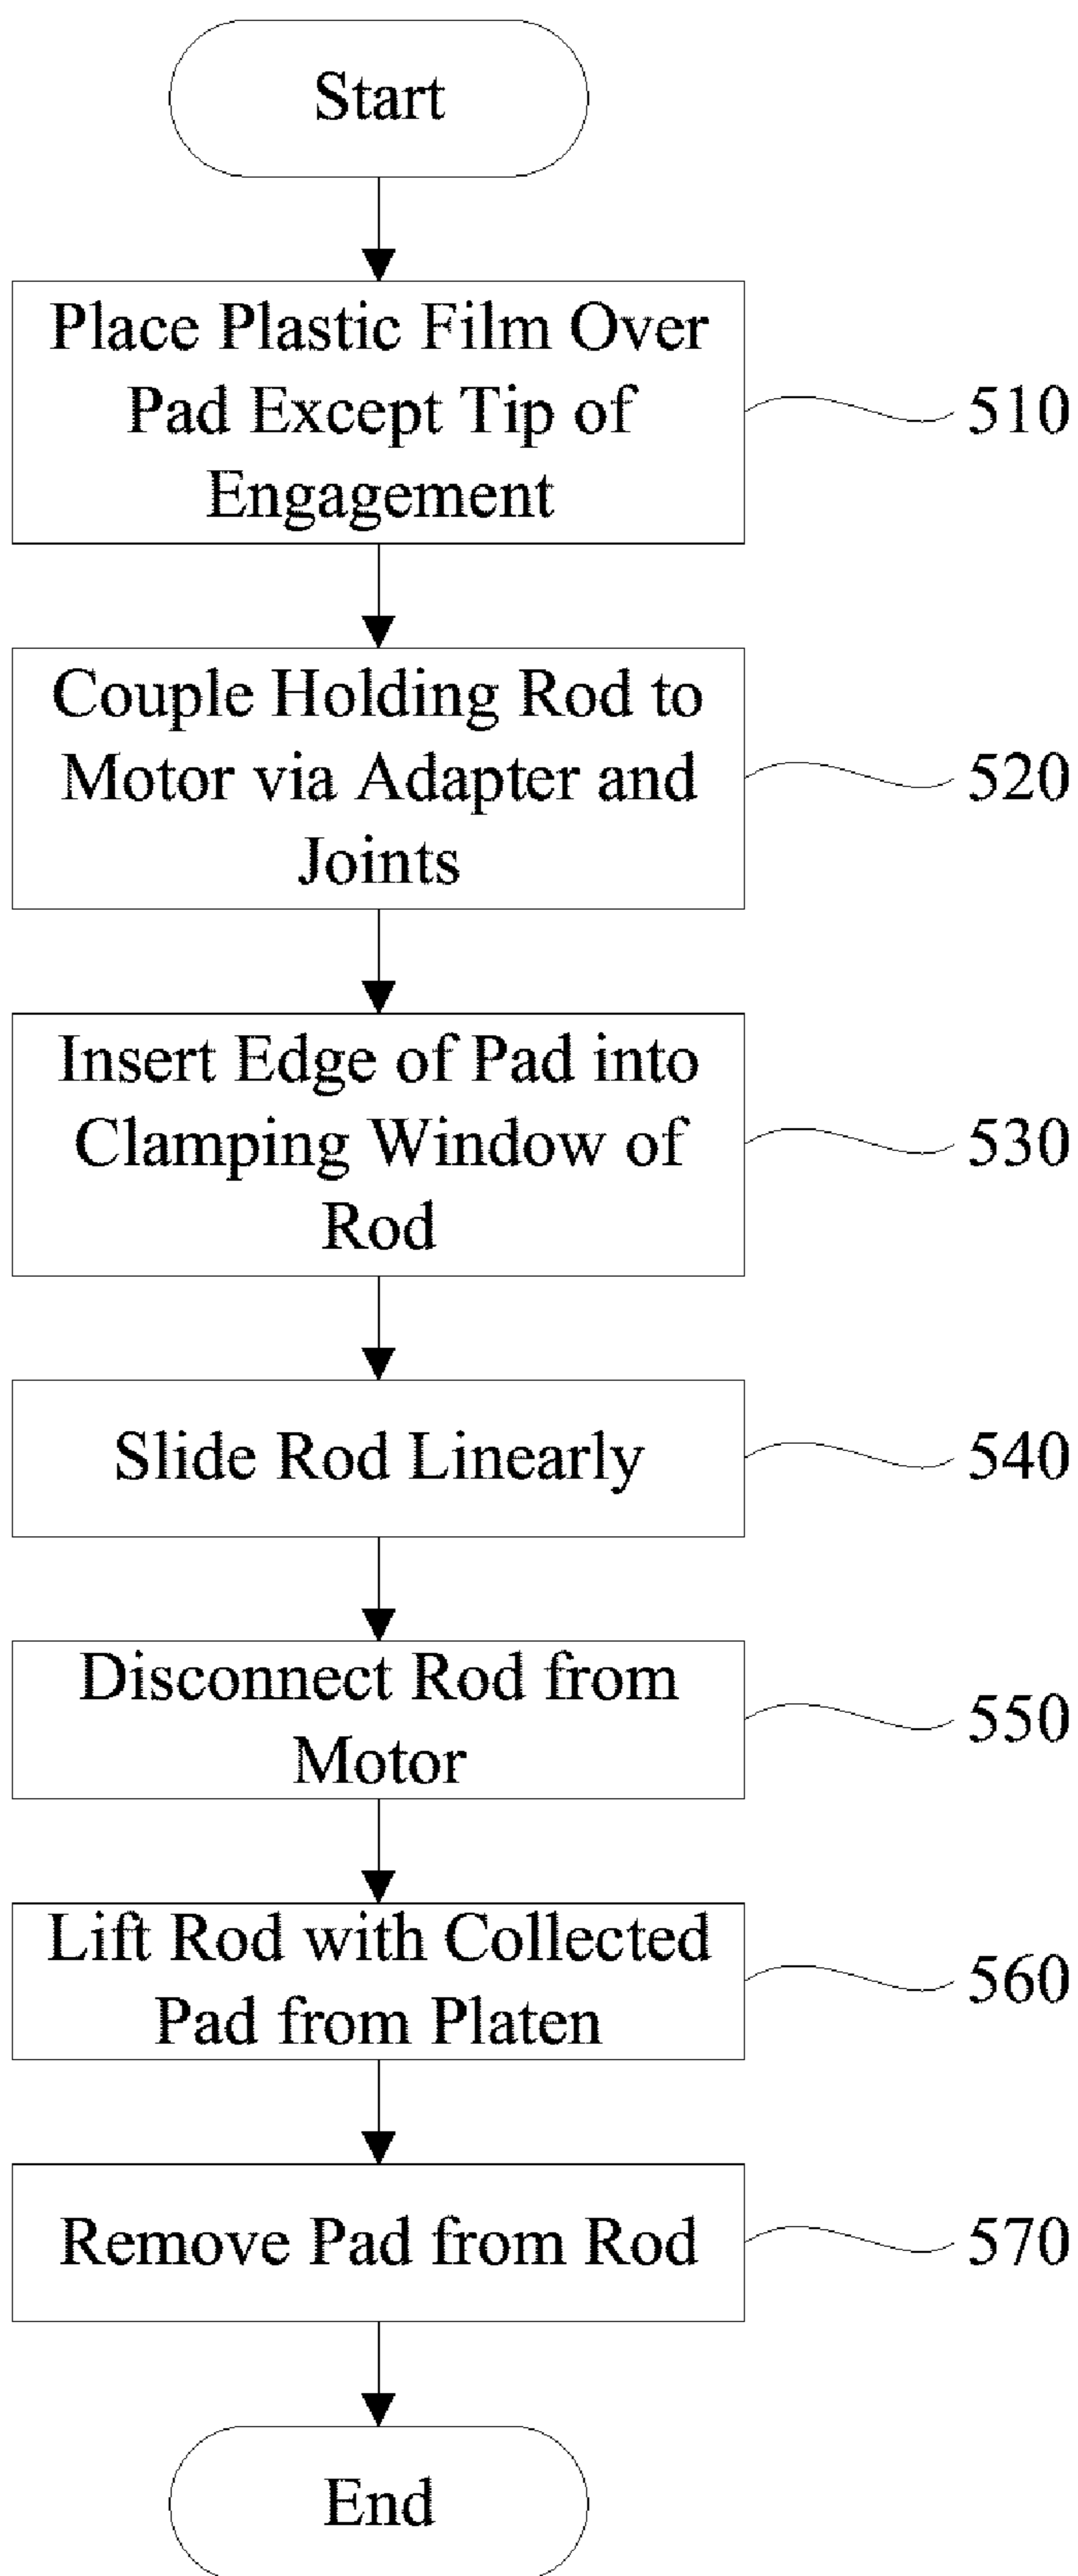 Start
Place Plastic Film Over
Pad Except Tip of
Engagement
510
Couple Holding Rod to
Motor via Adapter and
Joints
520
Insert Edge of Pad into
Clamping Window of
Rod
530
Slide Rod Linearly
540
Disconnect Rod from
Motor
550
Lift Rod with Collected
Pad from Platen
560
Remove Pad from Rod
570
End